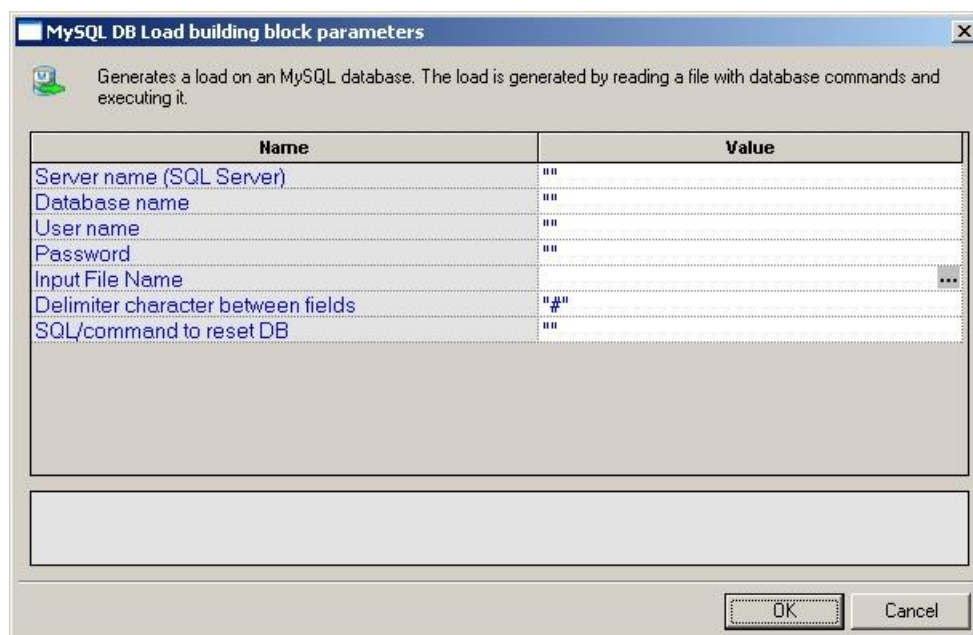 MySQL DB Load building block parameters
Generates a load on an MySQL database. The load is generated by reading a file with database commands and
executing it.
Name Value
Server name (SQL Server) ""
Database name ""
User name ""
Password ""
Input File Name ...
Delimiter character between fields "#"
SQL/command to reset DB ""
OK Cancel